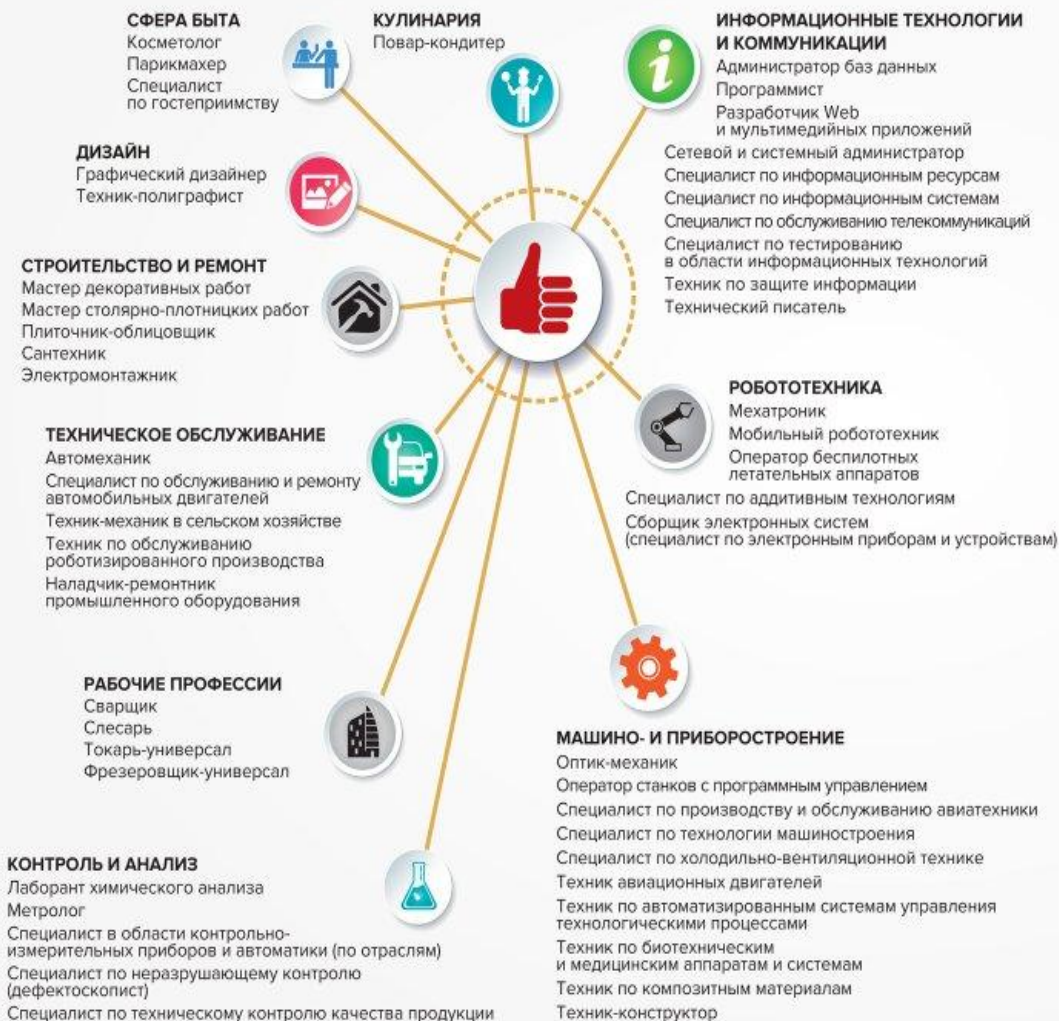 СФЕРА БЫТА
Косметолог
Парикмахер
Специалист
по гостеприимству
КУЛИНАРИЯ
Повар-кондитер
ИНФОРМАЦИОННЫЕ ТЕХНОЛОГИИ
И КОММУНИКАЦИИ
Администратор баз данных
Программист
Разработчик Web
и мультимедийных приложений
Сетевой и системный администратор
Специалист по информационным ресурсам
Специалист по информационным системам
Специалист по обслуживанию телекоммуникаций
Специалист по тестированию
в области информационных технологий
Техник по защите информации
Технический писатель
ДИЗАЙН
Графический дизайнер
Техник-полиграфист
СТРОИТЕЛЬСТВО И РЕМОНТ
Мастер декоративных работ
Мастер столярно-плотницких работ
Плиточник-облицовщик
Сантехник
Электромонтажник
РОБОТОТЕХНИКА
Мехатроник
Мобильный робототехник
Оператор беспилотных
летательных аппаратов
Специалист по аддитивным технологиям
Сборщик электронных систем
(специалист по электронным приборам и устройствам)
ТЕХНИЧЕСКОЕ ОБСЛУЖИВАНИЕ
Автомеханик
Специалист по обслуживанию и ремонту
автомобильных двигателей
Техник-механик в сельском хозяйстве
Техник по обслуживанию
роботизированного производства
Наладчик-ремонтник
промышленного оборудования
РАБОЧИЕ ПРОФЕССИИ
Сварщик
Слесарь
Токарь-универсал
Фрезеровщик-универсал
МАШИНО- И ПРИБОРОСТРОЕНИЕ
Оптик-механик
Оператор станков с программным управлением
Специалист по производству и обслуживанию авиатехники
Специалист по технологии машиностроения
Специалист по холодильно-вентиляционной технике
Техник авиационных двигателей
Техник по автоматизированным системам управления
технологическими процессами
Техник по биотехническим
и медицинским аппаратам и системам
Техник по композитным материалам
Техник-конструктор
КОНТРОЛЬ И АНАЛИЗ
Лаборант химического анализа
Метролог
Специалист в области контрольно-
измерительных приборов и автоматики (по отраслям)
Специалист по неразрушающему контролю
(дефектоскопист)
Специалист по техническому контролю качества продукции